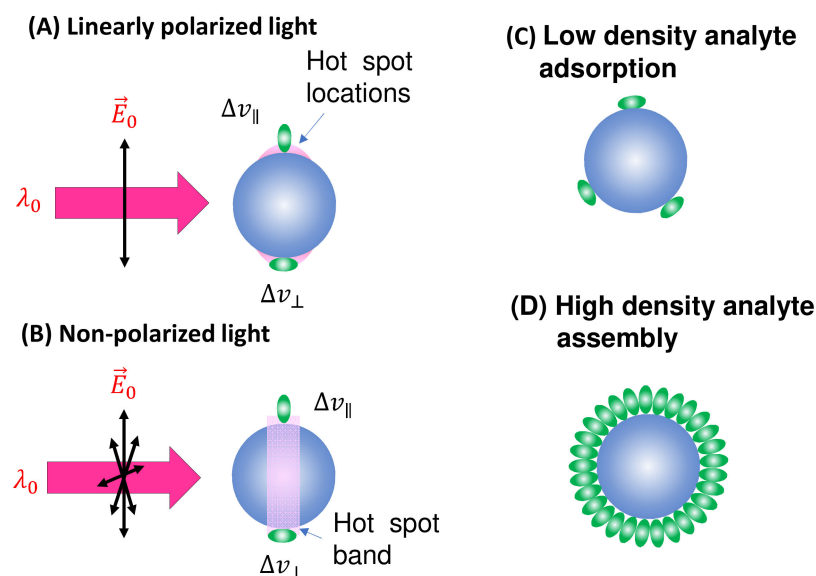 (A) Linearly polarized light
Hot spot
locations
Δv∥
E⃗₀
λ₀
Δv⊥
(B) Non-polarized light
E⃗₀
Δv∥
λ₀
Hot spot
band
Δv⊥
(C) Low density analyte
adsorption
(D) High density analyte
assembly